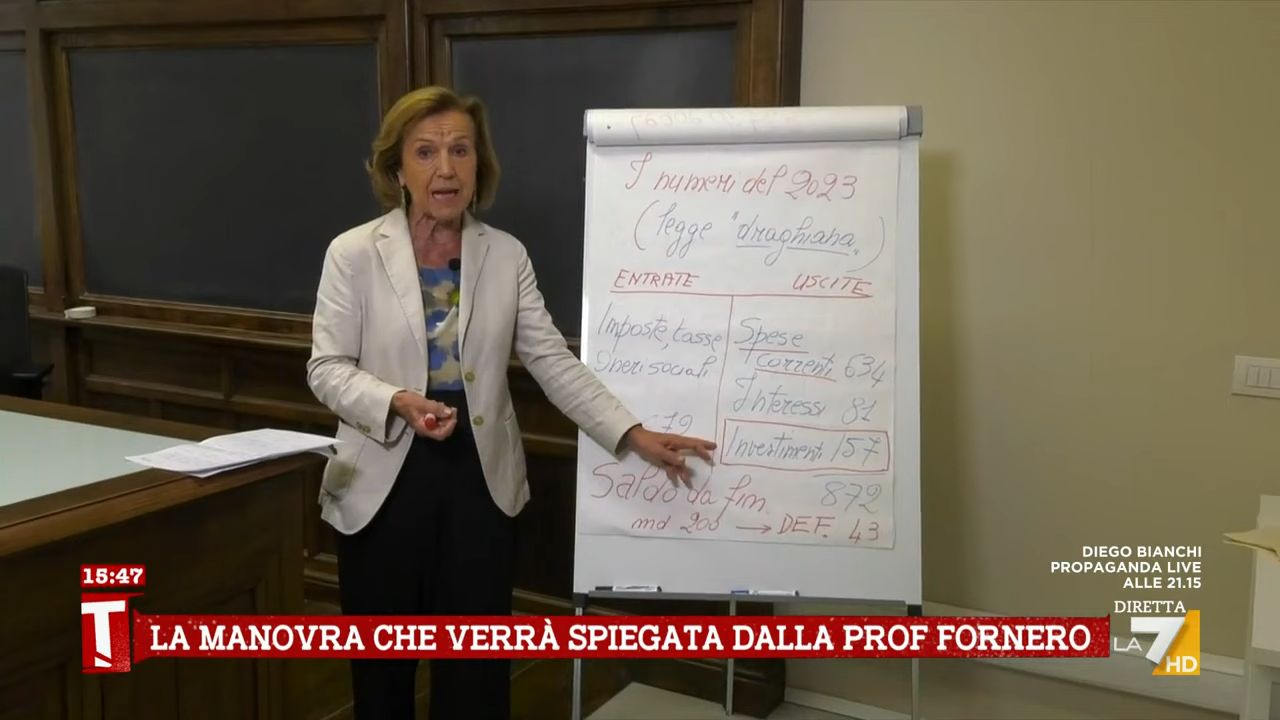 I numeri del 2023
(legge "draghiana")
ENTRATE USCITE
Imposte, tasse
Oneri sociali
Spese
correnti 634
Interessi 81
Investimenti 157
872
Saldo da fin
md 200 → DEF. 43
DIEGO BIANCHI
PROPAGANDA LIVE
ALLE 21.15
15:47
DIRETTA
T LA MANOVRA CHE VERRÀ SPIEGATA DALLA PROF FORNERO
LA 7 HD